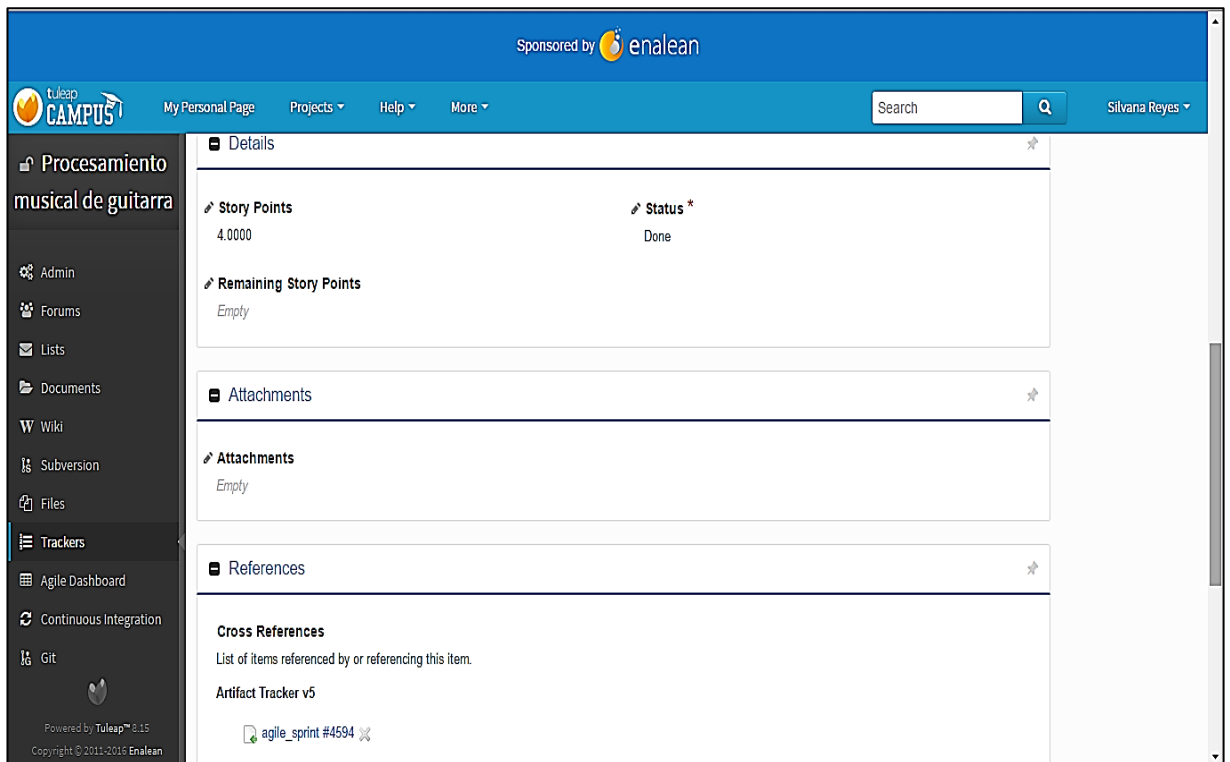 Sponsored by enalean
tuleap
CAMPUS
My Personal Page
Projects
Help
More
Search
Silvana Reyes
Procesamiento
musical de guitarra
Admin
Forums
Lists
Documents
Wiki
Subversion
Files
Trackers
Agile Dashboard
Continuous Integration
Git
Powered by Tuleap™ 8.15
Copyright © 2011-2016 Enalean
Details
Story Points
4.0000
Status *
Done
Remaining Story Points
Empty
Attachments
Attachments
Empty
References
Cross References
List of items referenced by or referencing this item.
Artifact Tracker v5
agile_sprint #4594